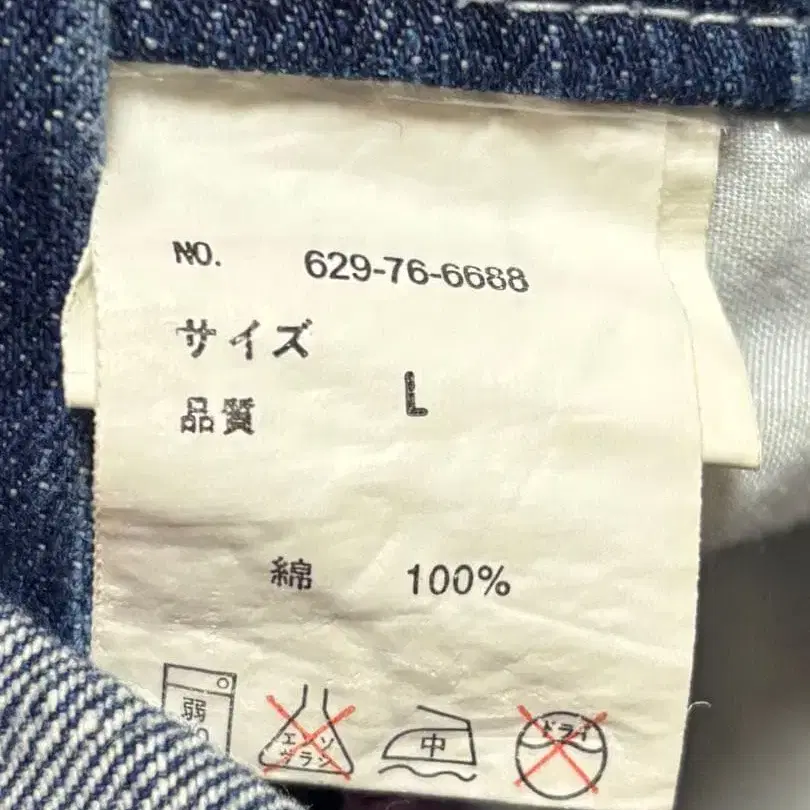 NO. 629-76-6688
サイズ
L
品質
綿 100%
弱
エンソ
サラシ
中
ドライ